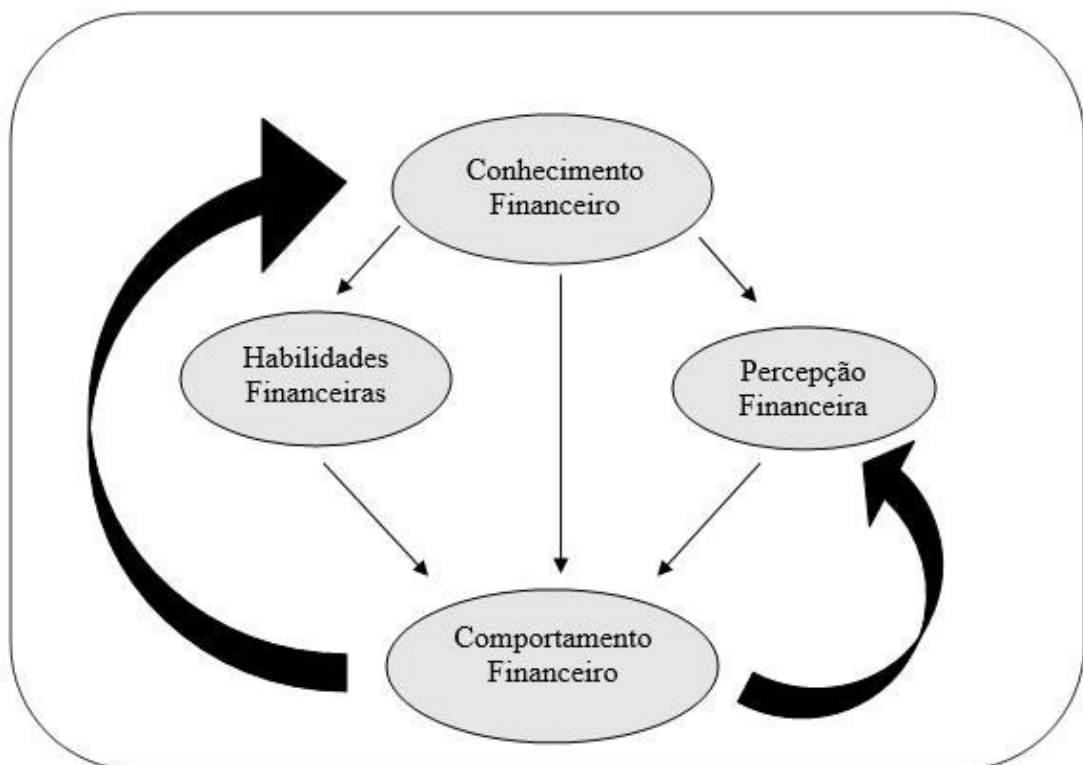 Conhecimento
Financeiro
Habilidades
Financeiras
Percepção
Financeira
Comportamento
Financeiro